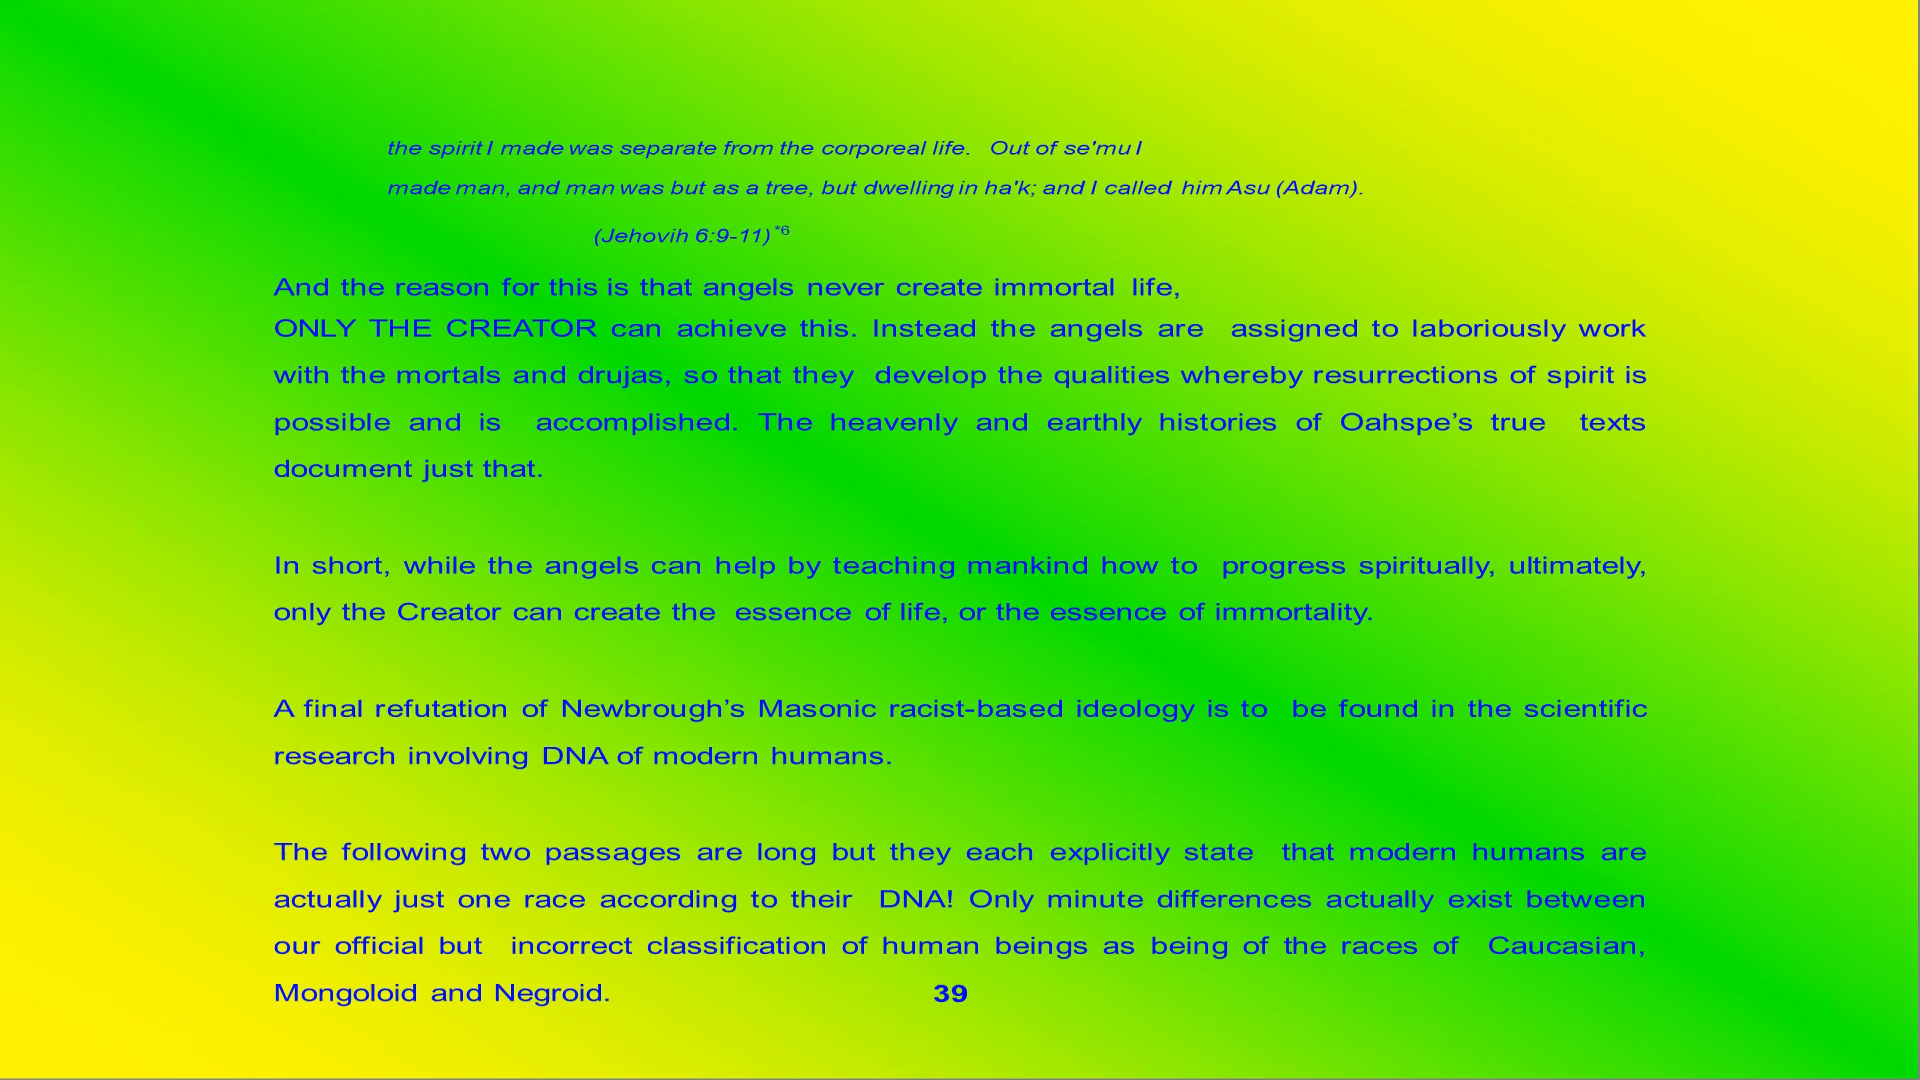 the spirit I made was separate from the corporeal life. Out of se'mu I
made man, and man was but as a tree, but dwelling in ha'k; and I called him Asu (Adam).
(Jehovih 6:9-11)*6
And the reason for this is that angels never create immortal life,
ONLY THE CREATOR can achieve this. Instead the angels are assigned to laboriously work
with the mortals and drujas, so that they develop the qualities whereby resurrections of spirit is
possible and is accomplished. The heavenly and earthly histories of Oahspe’s true texts
document just that.
In short, while the angels can help by teaching mankind how to progress spiritually, ultimately,
only the Creator can create the essence of life, or the essence of immortality.
A final refutation of Newbrough’s Masonic racist-based ideology is to be found in the scientific
research involving DNA of modern humans.
The following two passages are long but they each explicitly state that modern humans are
actually just one race according to their DNA! Only minute differences actually exist between
our official but incorrect classification of human beings as being of the races of Caucasian,
Mongoloid and Negroid.
39